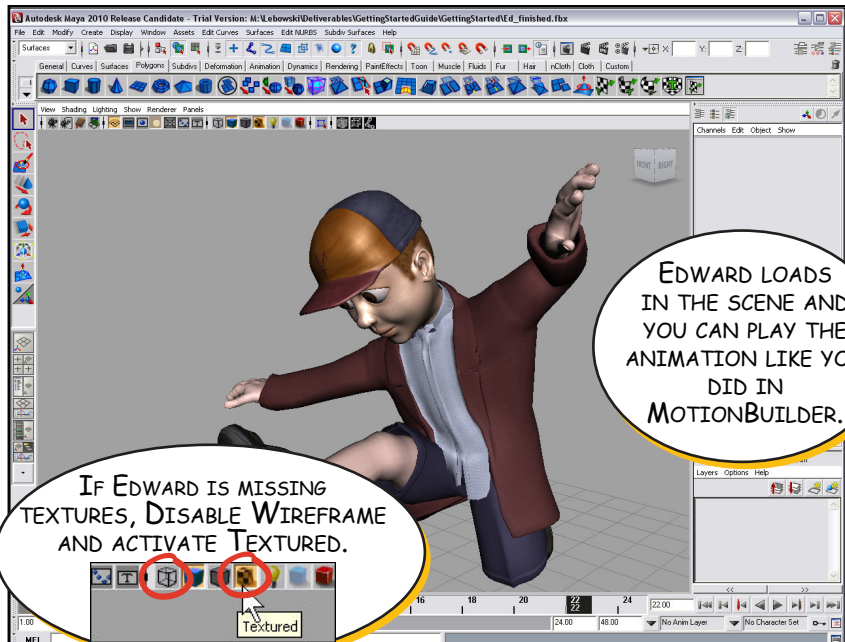 Autodesk Maya 2010 Release Candidate - Trial Version: M:\Lebowski\Deliverables\GettingStartedGuide\GettingStarted\Ed_finished.fbx
File Edit Modify Create Display Window Assets Edit Curves Surfaces Edit NURBS Subdiv Surfaces Help
Surfaces X: Y: Z:
General Curves Surfaces Polygons Subdivs Deformation Animation Dynamics Rendering PaintEffects Toon Muscle Fluids Fur Hair nCloth Cloth Custom
View Shading Lighting Show Renderer Panels
Channels Edit Object Show
FRONT RIGHT
EDWARD LOADS
IN THE SCENE AND
YOU CAN PLAY THE
ANIMATION LIKE YO
DID IN
MOTIONBUILDER.
Layers Options Help
IF EDWARD IS MISSING
TEXTURES, DISABLE WIREFRAME
AND ACTIVATE TEXTURED.
Textured
16 18 20 22 22 24 22.00
1.00 24.00 48.00 No Anim Layer No Character Set
MEL